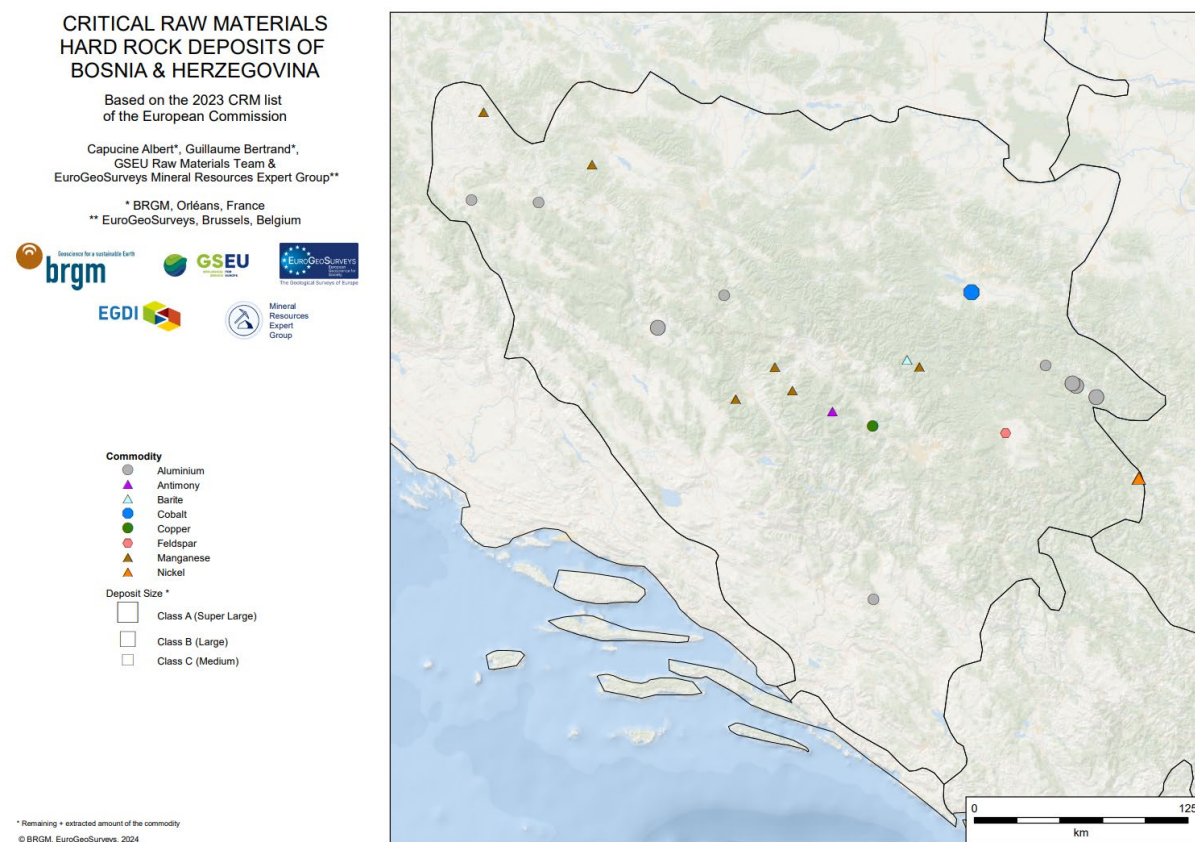 CRITICAL RAW MATERIALS
HARD ROCK DEPOSITS OF
BOSNIA & HERZEGOVINA
Based on the 2023 CRM list
of the European Commission
Capucine Albert*, Guillaume Bertrand*,
GSEU Raw Materials Team &
EuroGeoSurveys Mineral Resources Expert Group**
* BRGM, Orléans, France
** EuroGeoSurveys, Brussels, Belgium
Geoscience for a sustainable Earth
brgm
GSEU
EUROGEOSURVEYS
The Geological Surveys of Europe
EGDI
Mineral
Resources
Expert
Group
Commodity
Aluminium
Antimony
Barite
Cobalt
Copper
Feldspar
Manganese
Nickel
Deposit Size *
Class A (Super Large)
Class B (Large)
Class C (Medium)
* Remaining + extracted amount of the commodity
© BRGM, EuroGeoSurveys, 2024
0 125
km